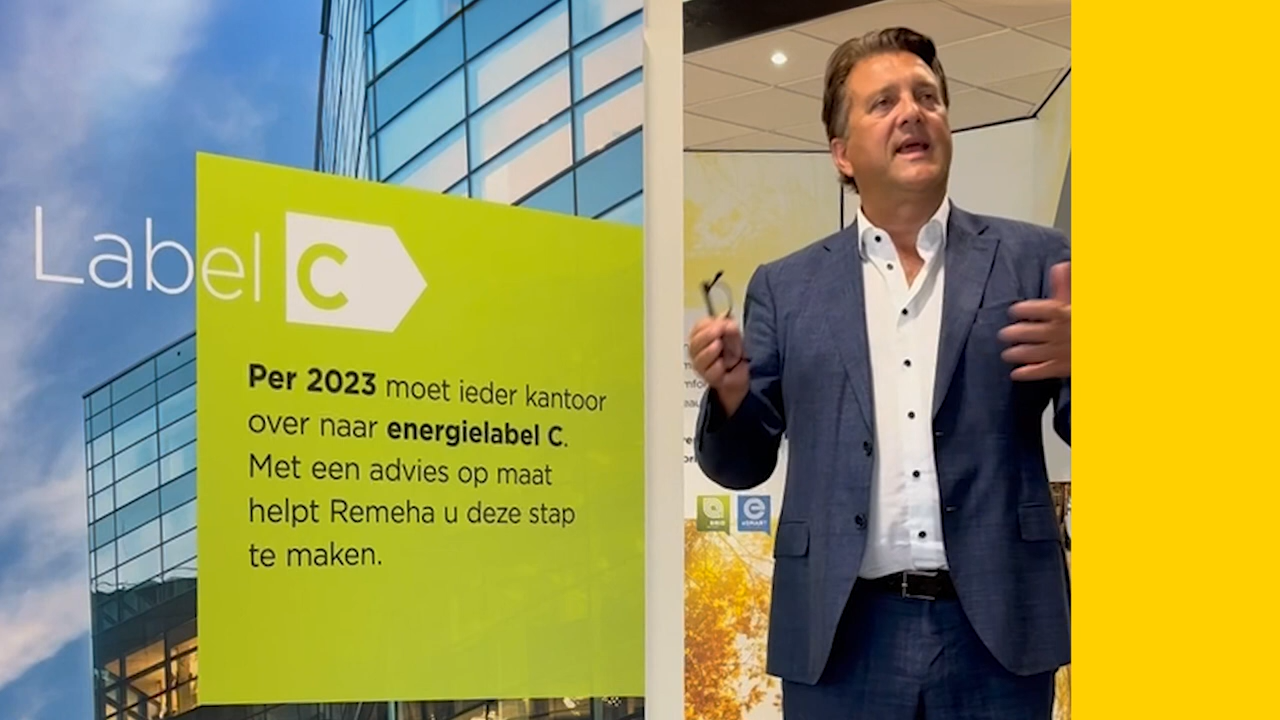 Label C
Per 2023 moet ieder kantoor
over naar energielabel C.
Met een advies op maat
helpt Remeha u deze stap
te maken.
eSMART